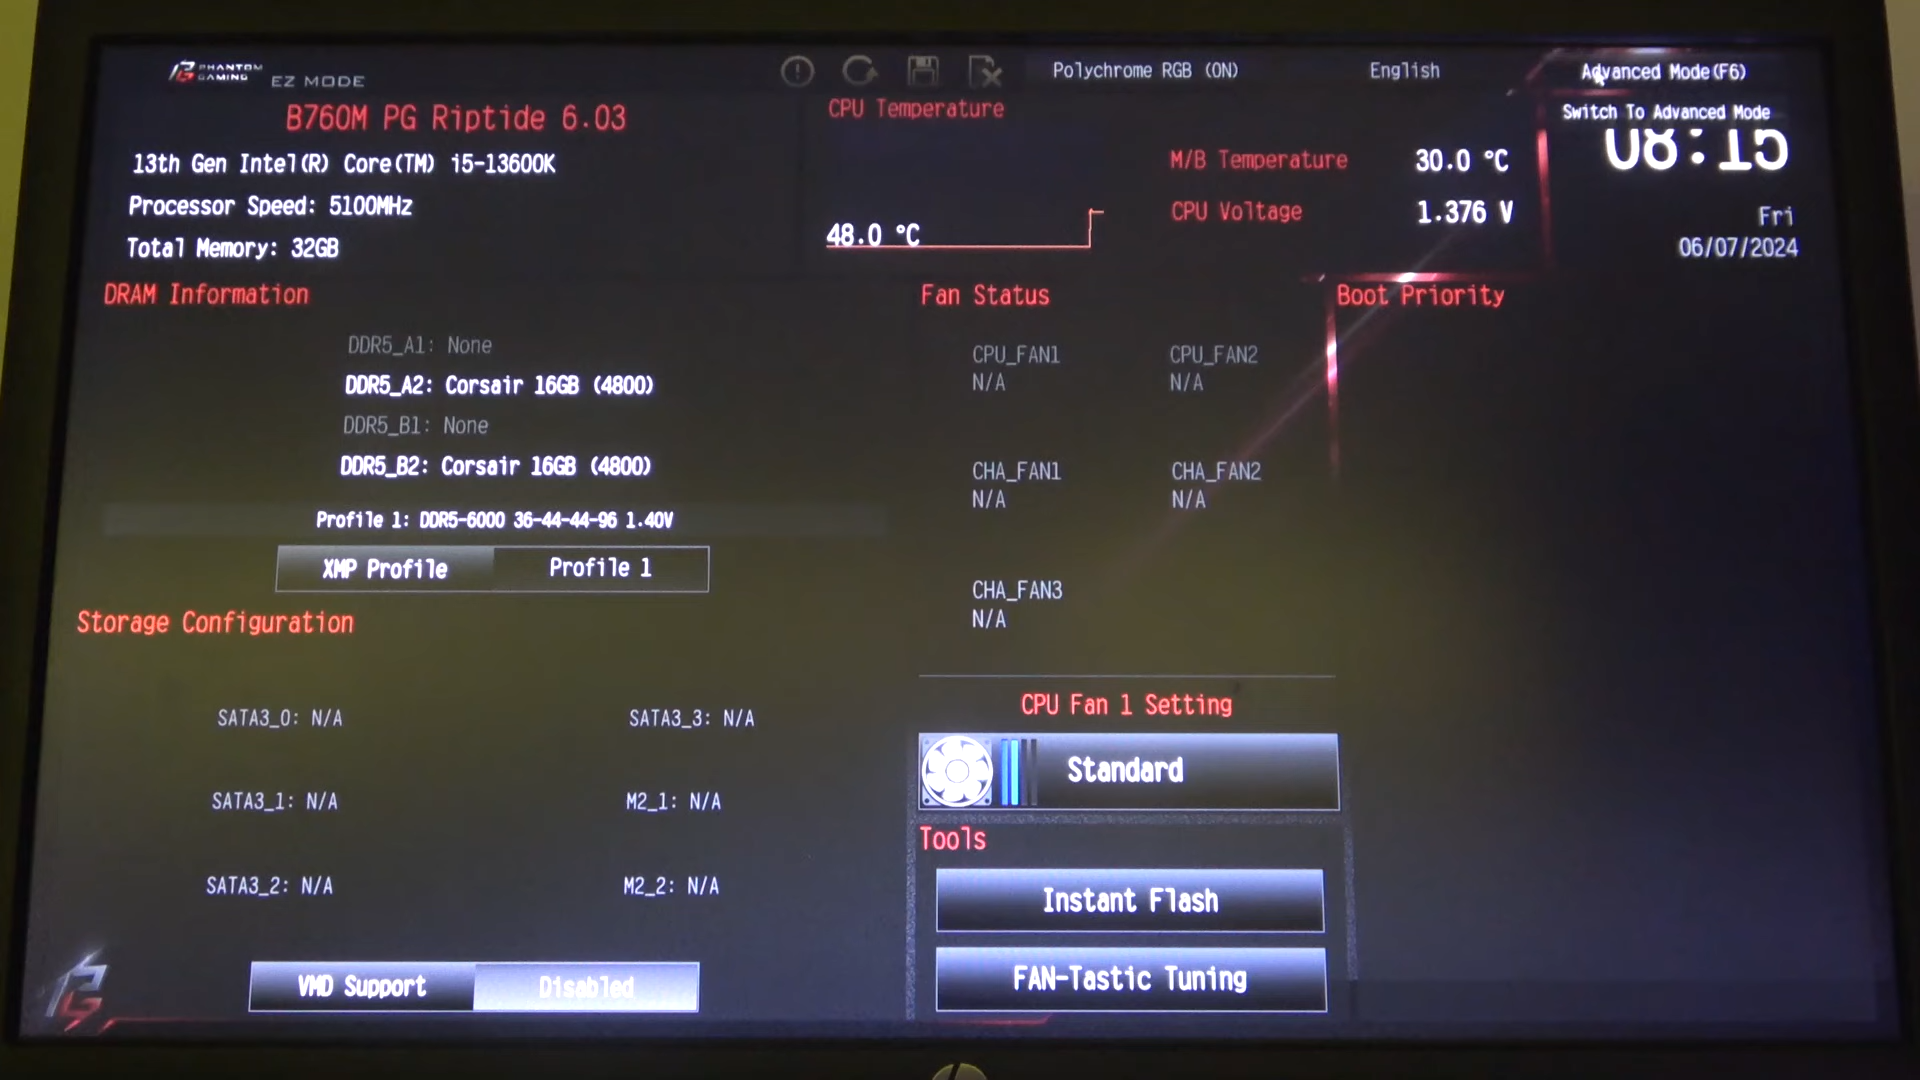 PHANTOM GAMING EZ MODE
Polychrome RGB (ON)
English
Advanced Mode(F6)
Switch To Advanced Mode
B760M PG Riptide 6.03
13th Gen Intel(R) Core(TM) i5-13600K
Processor Speed: 5100MHz
Total Memory: 32GB
CPU Temperature
48.0 °C
M/B Temperature 30.0 °C
CPU Voltage 1.376 V
08:15
Fri
06/07/2024
DRAM Information
DDR5_A1: None
DDR5_A2: Corsair 16GB (4800)
DDR5_B1: None
DDR5_B2: Corsair 16GB (4800)
Profile 1: DDR5-6000 36-44-44-96 1.40V
XMP Profile Profile 1
Storage Configuration
SATA3_0: N/A SATA3_3: N/A
SATA3_1: N/A M2_1: N/A
SATA3_2: N/A M2_2: N/A
VMD Support Disabled
Fan Status
CPU_FAN1 CPU_FAN2
N/A N/A
CHA_FAN1 CHA_FAN2
N/A N/A
CHA_FAN3
N/A
CPU Fan 1 Setting
Standard
Tools
Instant Flash
FAN-Tastic Tuning
Boot Priority